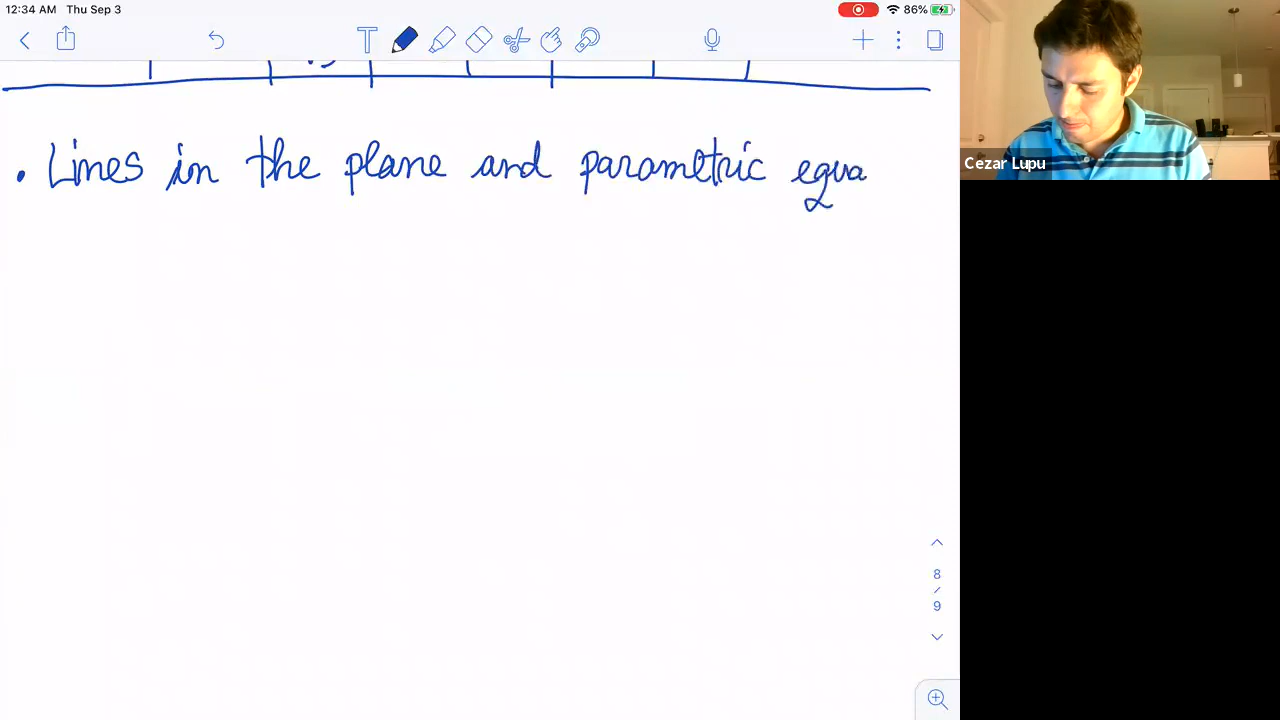 12:34 AM Thu Sep 3
86%
T
. Lines in the plane and parametric equa
Cezar Lupu
8
/
9